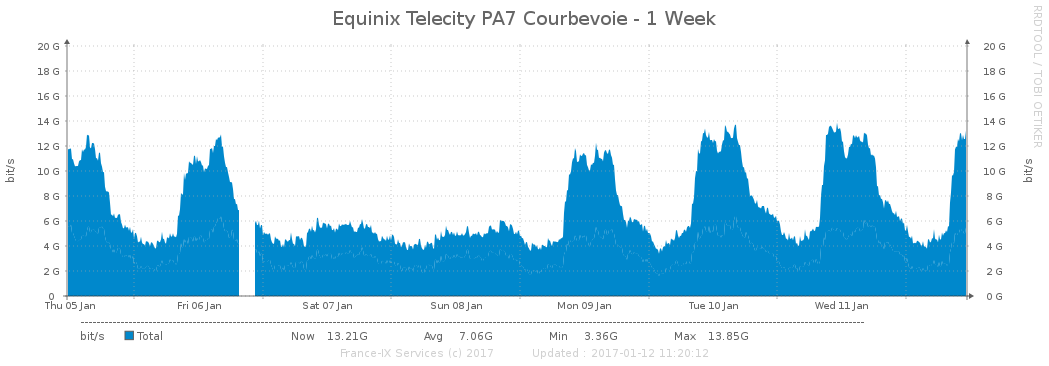 Equinix Telecity PA7 Courbevoie - 1 Week
RRDTOOL / TOBI OETIKER
20 G 20 G
18 G 18 G
16 G 16 G
14 G 14 G
12 G 12 G
10 G 10 G
8 G 8 G
6 G 6 G
4 G 4 G
2 G 2 G
0 0 G
bit/s bit/s
Thu 05 Jan Fri 06 Jan Sat 07 Jan Sun 08 Jan Mon 09 Jan Tue 10 Jan Wed 11 Jan
bit/s Total Now 13.21G Avg 7.06G Min 3.36G Max 13.85G
France-IX Services (c) 2017 Updated : 2017-01-12 11:20:12